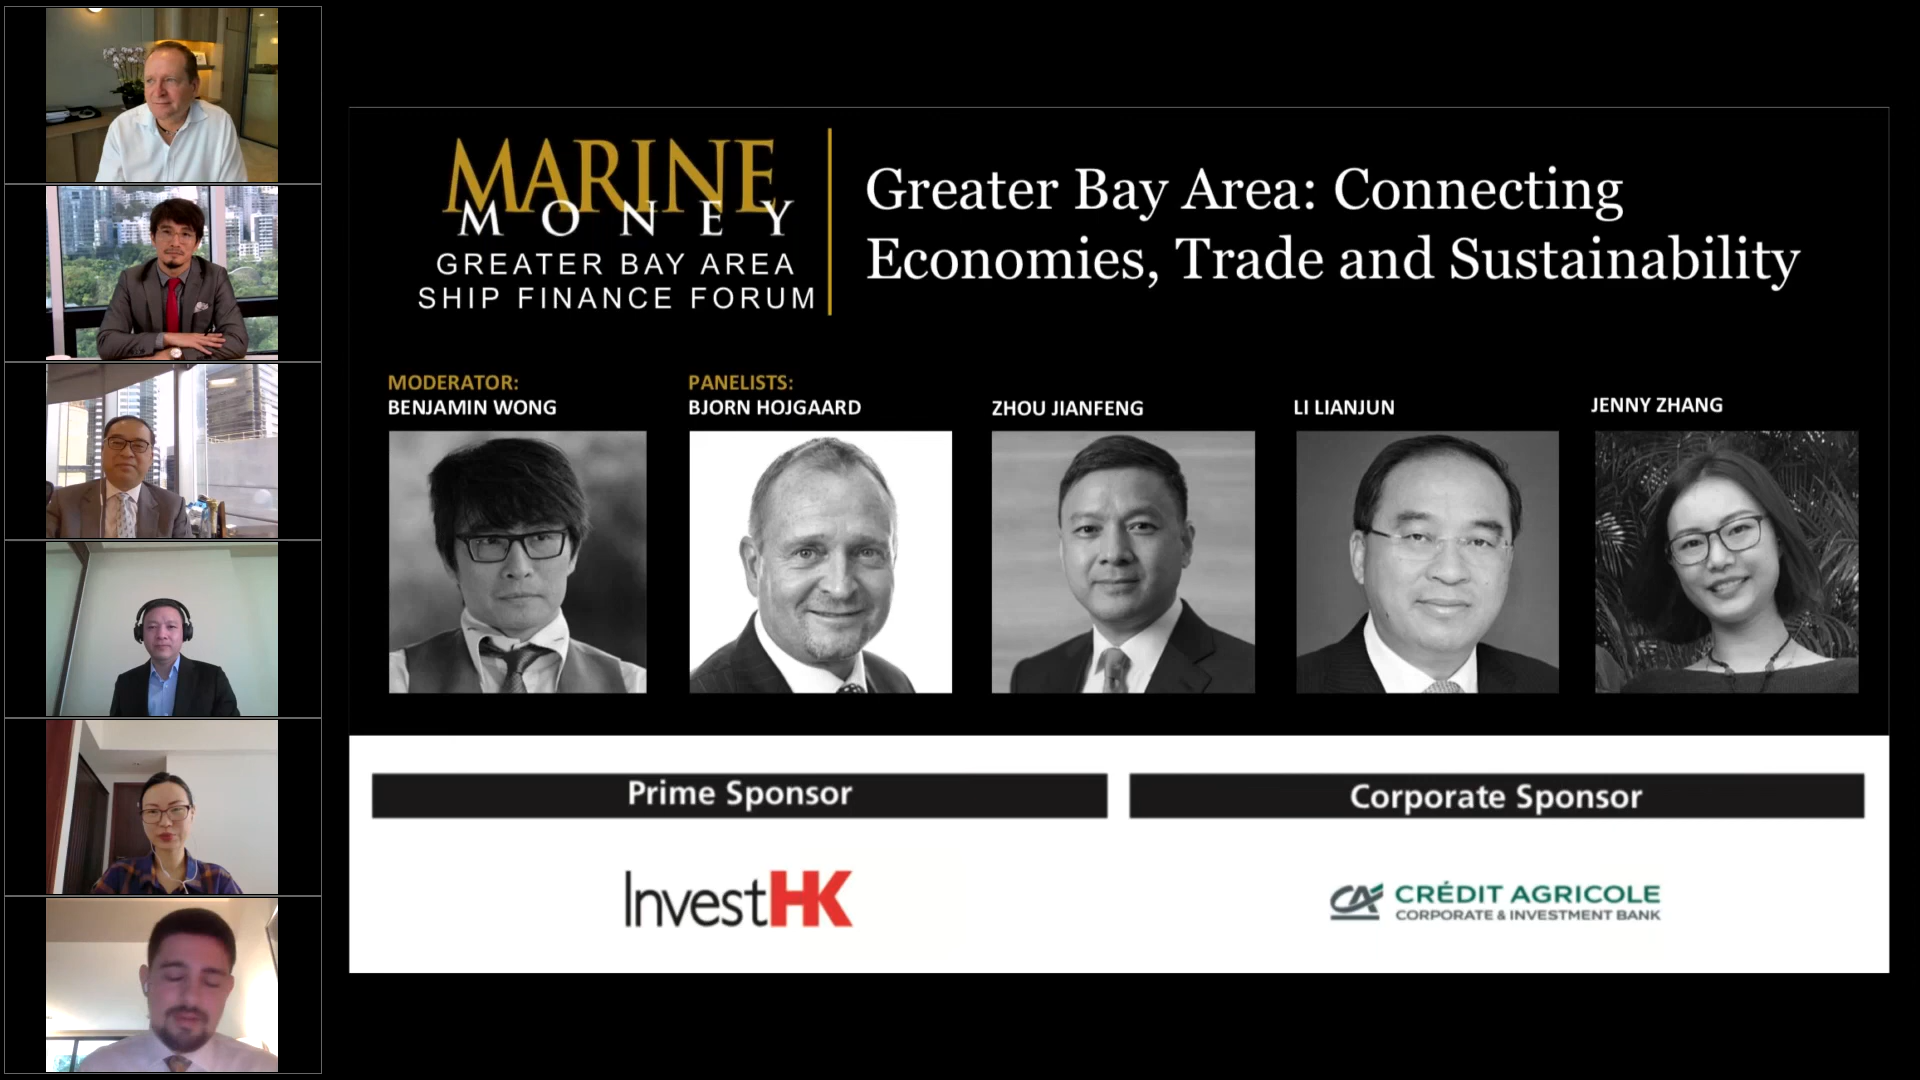 MARINE
MONEY
GREATER BAY AREA
SHIP FINANCE FORUM
Greater Bay Area: Connecting
Economies, Trade and Sustainability
MODERATOR:
BENJAMIN WONG
PANELISTS:
BJORN HOJGAARD
ZHOU JIANFENG
LI LIANJUN
JENNY ZHANG
Prime Sponsor
Corporate Sponsor
InvestHK
CA CRÉDIT AGRICOLE
CORPORATE & INVESTMENT BANK